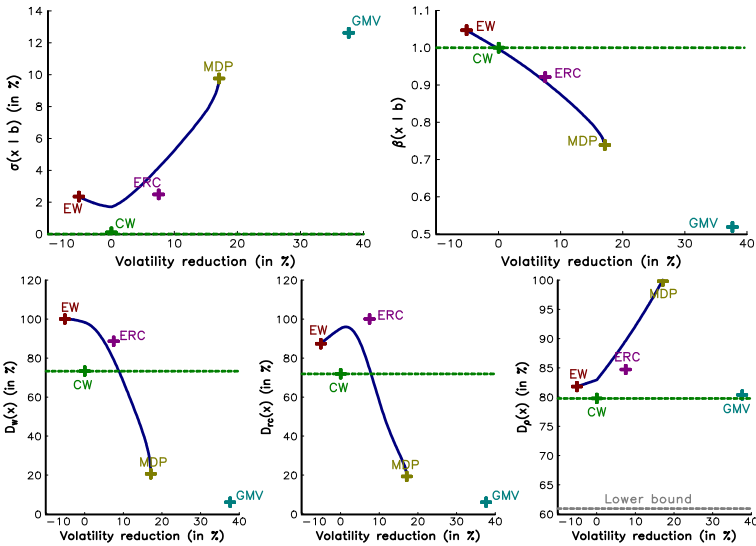 14
12
10
8
6
4
2
0
σ(x | b) (in %)
GMV
MDP
ERC
EW
CW
−10 0 10 20 30 40
Volatility reduction (in %)
1.1
1.0
0.9
0.8
0.7
0.6
0.5
β(x | b)
EW
CW
ERC
MDP
GMV
−10 0 10 20 30 40
Volatility reduction (in %)
120
100
80
60
40
20
0
D_w(x) (in %)
EW
ERC
CW
MDP
GMV
−10 0 10 20 30 40
Volatility reduction (in %)
120
100
80
60
40
20
0
D_rc(x) (in %)
EW
ERC
CW
MDP
GMV
−10 0 10 20 30 40
Volatility reduction (in %)
100
95
90
85
80
75
70
65
60
D_ρ(x) (in %)
MDP
ERC
EW
GMV
CW
Lower bound
−10 0 10 20 30 40
Volatility reduction (in %)